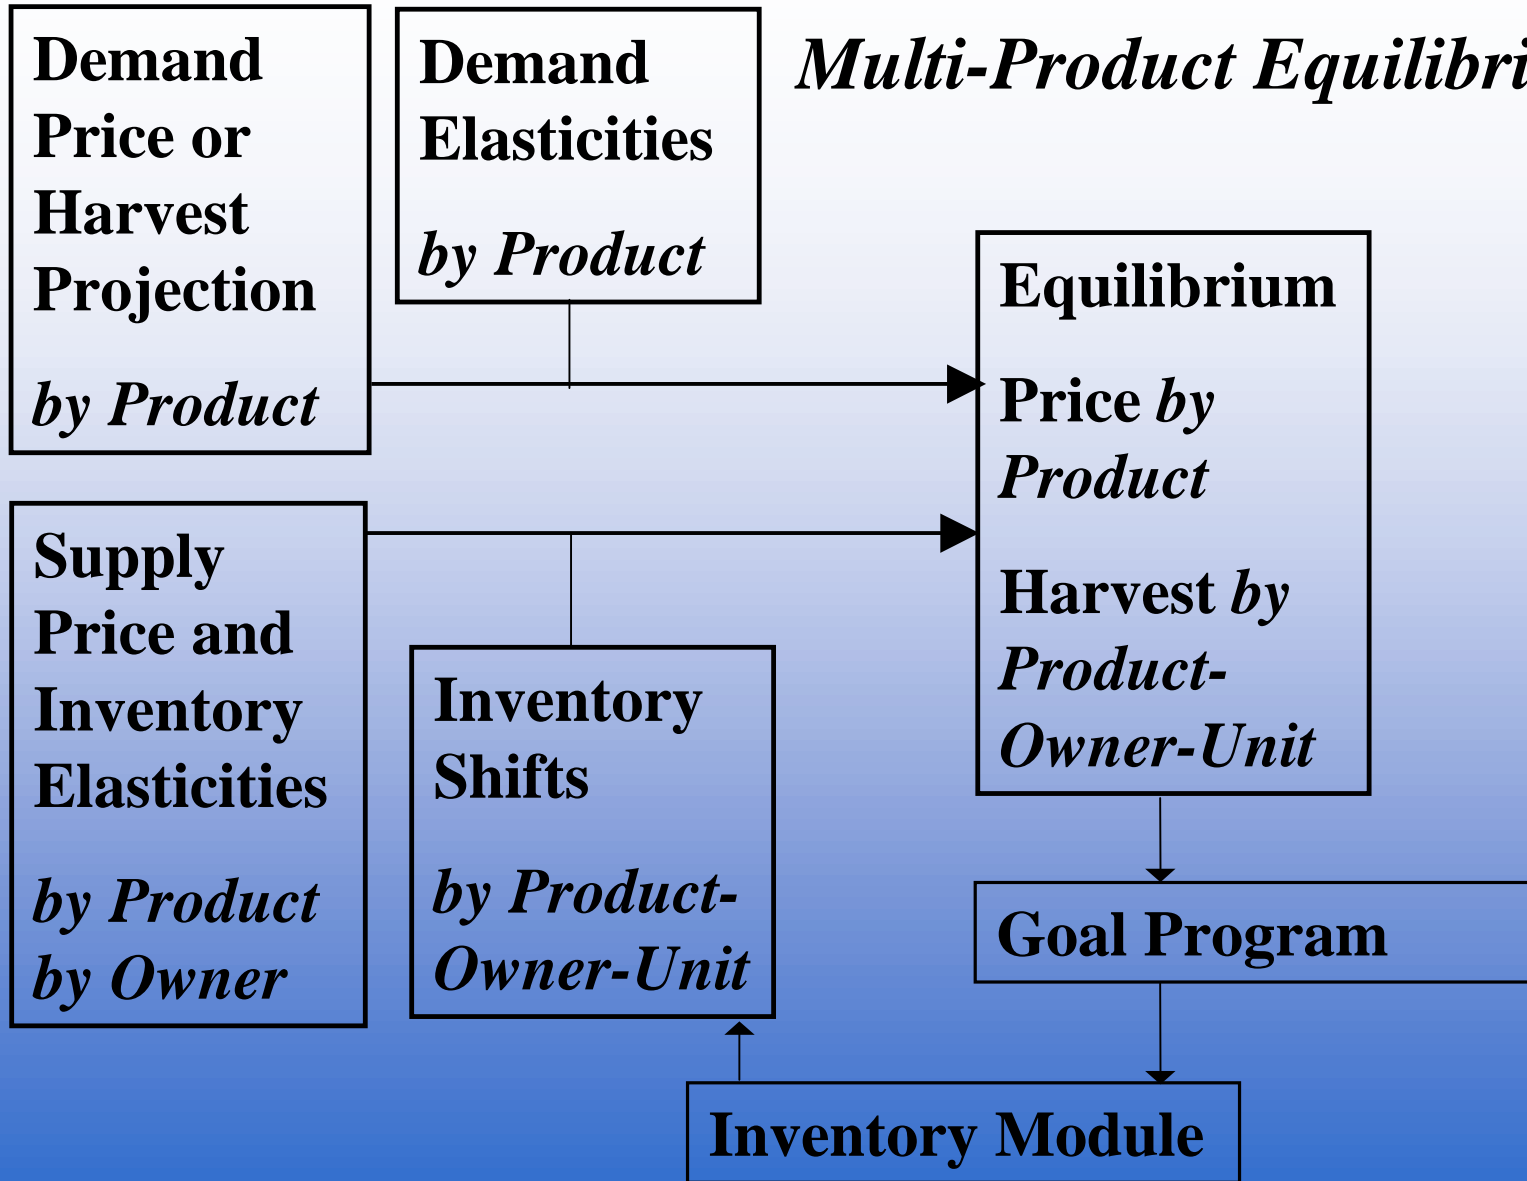 Multi-Product Equilibri
Demand
Price or
Harvest
Projection
by Product
Demand
Elasticities
by Product
Equilibrium
Price by
Product
Harvest by
Product-
Owner-Unit
Supply
Price and
Inventory
Elasticities
by Product
by Owner
Inventory
Shifts
by Product-
Owner-Unit
Goal Program
Inventory Module